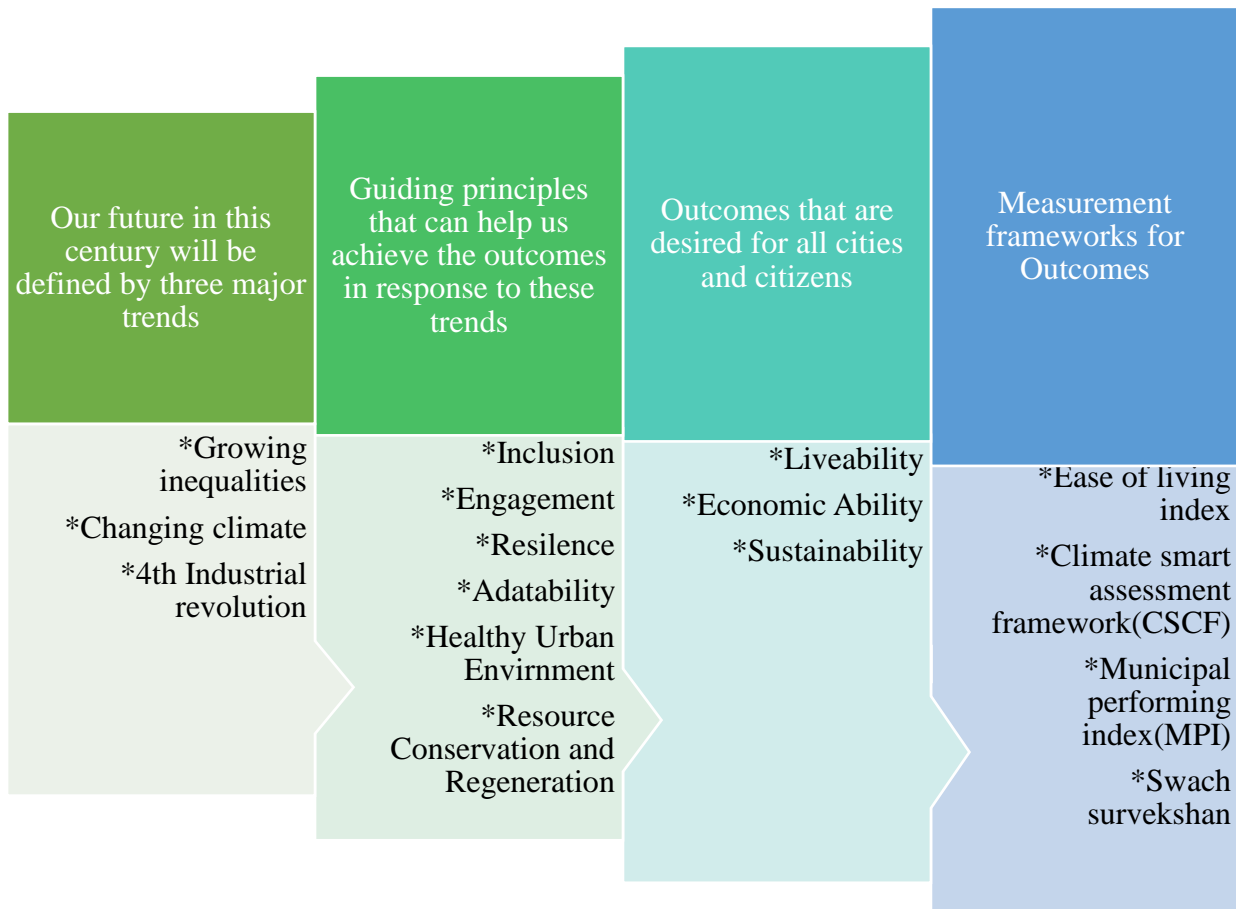 Our future in this
century will be
defined by three major
trends
*Growing
inequalities
*Changing climate
*4th Industrial
revolution
Guiding principles
that can help us
achieve the outcomes
in response to these
trends
*Inclusion
*Engagement
*Resilence
*Adatability
*Healthy Urban
Envirnment
*Resource
Conservation and
Regeneration
Outcomes that are
desired for all cities
and citizens
*Liveability
*Economic Ability
*Sustainability
Measurement
frameworks for
Outcomes
*Ease of living
index
*Climate smart
assessment
framework(CSCF)
*Municipal
performing
index(MPI)
*Swach
survekshan